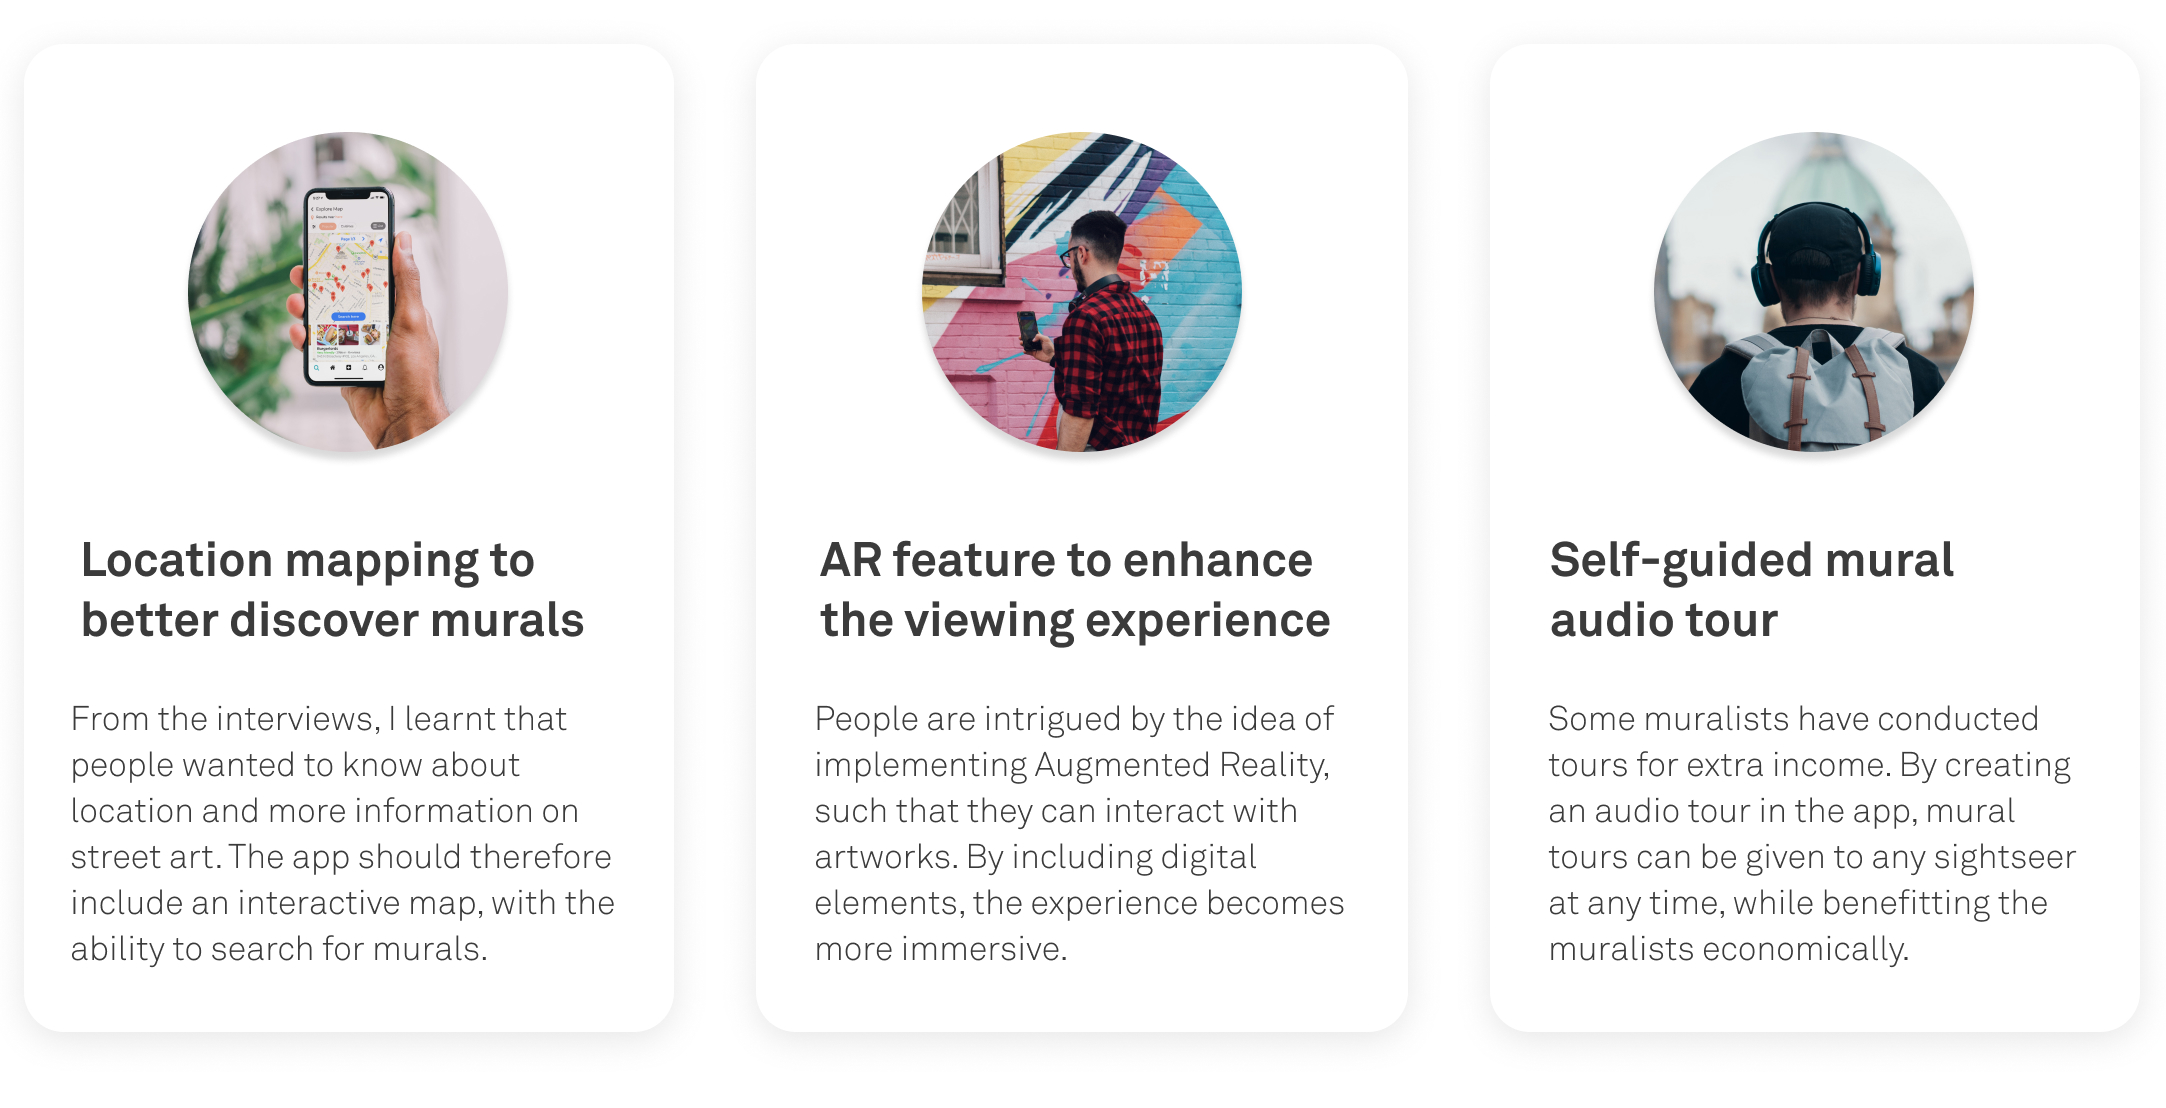 Explore Map
Search here
Location mapping to
better discover murals
From the interviews, I learnt that
people wanted to know about
location and more information on
street art. The app should therefore
include an interactive map, with the
ability to search for murals.
AR feature to enhance
the viewing experience
People are intrigued by the idea of
implementing Augmented Reality,
such that they can interact with
artworks. By including digital
elements, the experience becomes
more immersive.
Self-guided mural
audio tour
Some muralists have conducted
tours for extra income. By creating
an audio tour in the app, mural
tours can be given to any sightseer
at any time, while benefitting the
muralists economically.